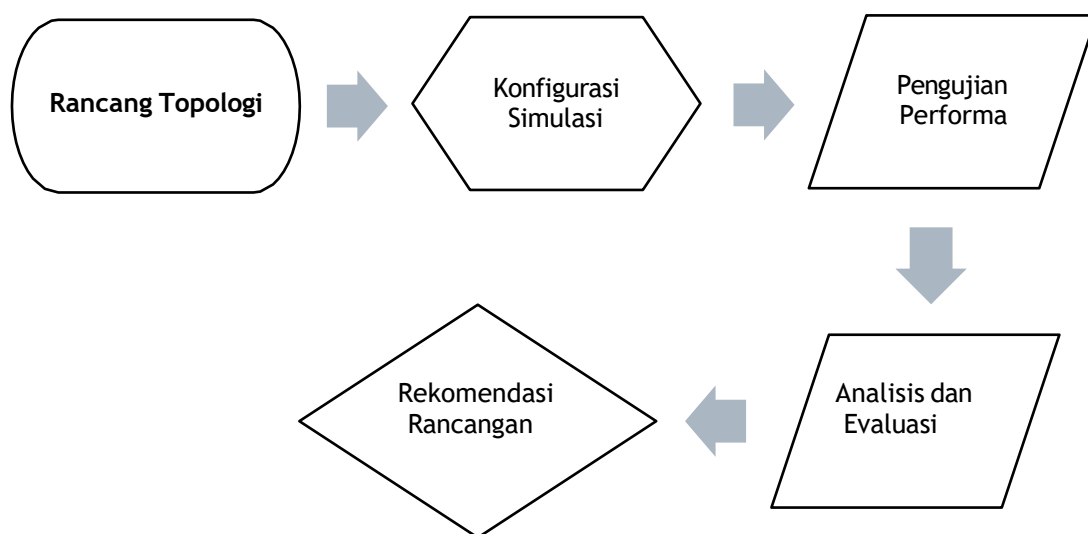 Rancang Topologi
Konfigurasi
Simulasi
Pengujian
Performa
Analisis dan
Evaluasi
Rekomendasi
Rancangan